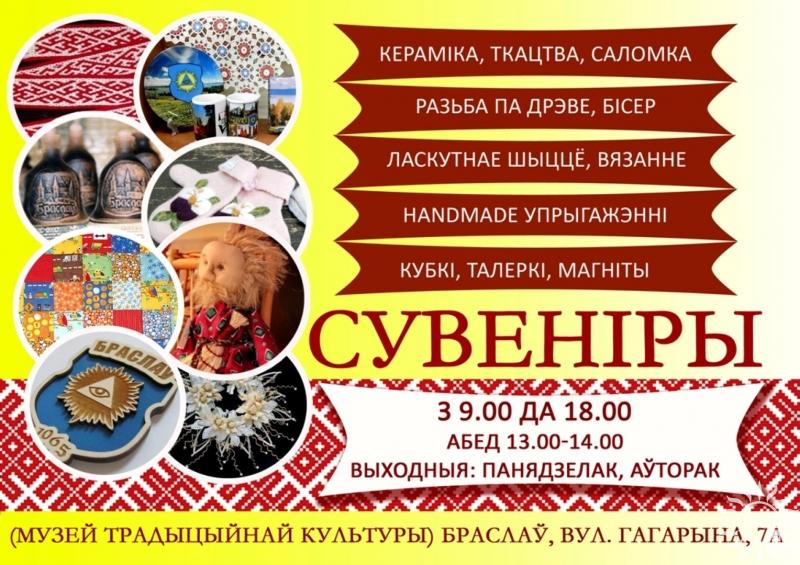 КЕРАМІКА, ТКАЦТВА, САЛОМКА
РАЗЬБА ПА ДРЭВЕ, БІСЕР
ЛАСКУТНАЕ ШЫЦЦЁ, ВЯЗАННЕ
HANDMADE УПРЫГАЖЭННІ
КУБКІ, ТАЛЕРКІ, МАГНІТЫ
СУВЕНІРЫ
З 9.00 ДА 18.00
АБЕД 13.00-14.00
ВЫХОДНЫЯ: ПАНЯДЗЕЛАК, АЎТОРАК
Браслаў
БРАСЛАЎ
1065
(МУЗЕЙ ТРАДЫЦЫЙНАЙ КУЛЬТУРЫ) БРАСЛАЎ, ВУЛ. ГАГАРЫНА, 7А